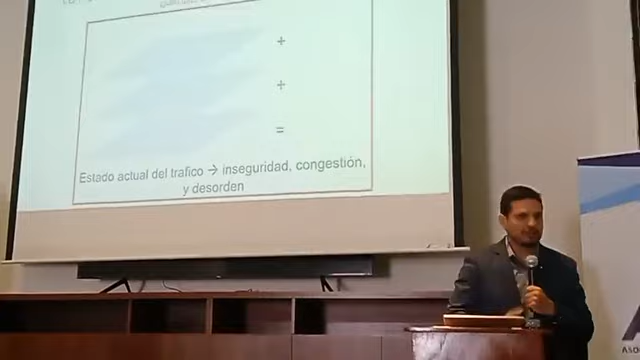 +
+
=
Estado actual del trafico → inseguridad, congestión,
y desorden